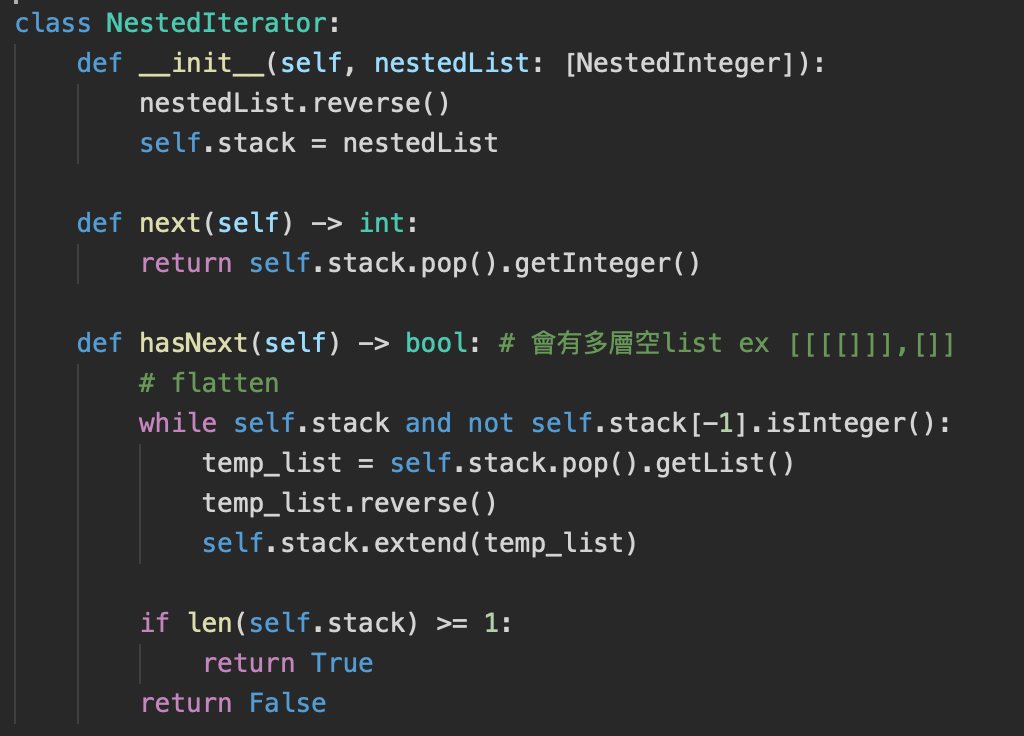 class NestedIterator:
    def __init__(self, nestedList: [NestedInteger]):
        nestedList.reverse()
        self.stack = nestedList
    def next(self) -> int:
        return self.stack.pop().getInteger()
    def hasNext(self) -> bool: # 會有多層空list ex [[[[]]],[]]
        # flatten
        while self.stack and not self.stack[-1].isInteger():
            temp_list = self.stack.pop().getList()
            temp_list.reverse()
            self.stack.extend(temp_list)
        if len(self.stack) >= 1:
            return True
        return False